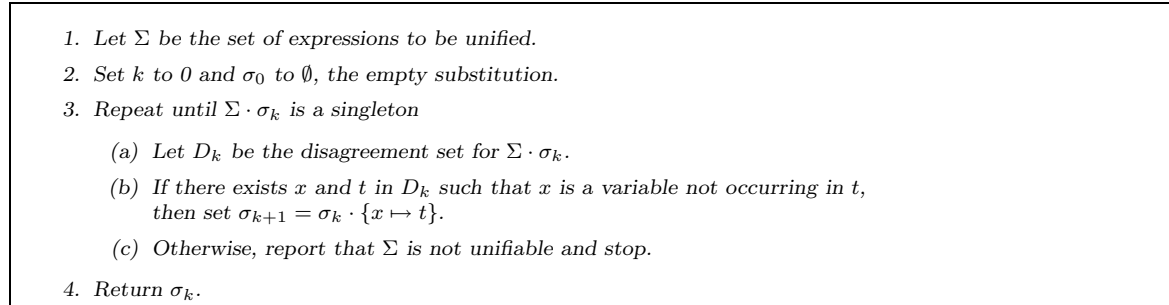 1. Let Σ be the set of expressions to be unified.
2. Set k to 0 and σ₀ to ∅, the empty substitution.
3. Repeat until Σ · σₖ is a singleton
(a) Let Dₖ be the disagreement set for Σ · σₖ.
(b) If there exists x and t in Dₖ such that x is a variable not occurring in t,
then set σₖ₊₁ = σₖ · {x ↦ t}.
(c) Otherwise, report that Σ is not unifiable and stop.
4. Return σₖ.